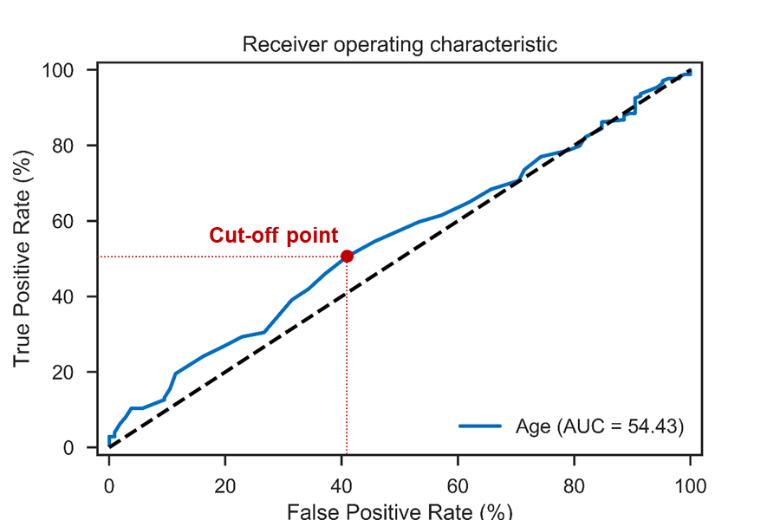 Receiver operating characteristic
100
80
60
40
20
0
True Positive Rate (%)
Cut-off point
Age (AUC = 54.43)
0 20 40 60 80 100
False Positive Rate (%)